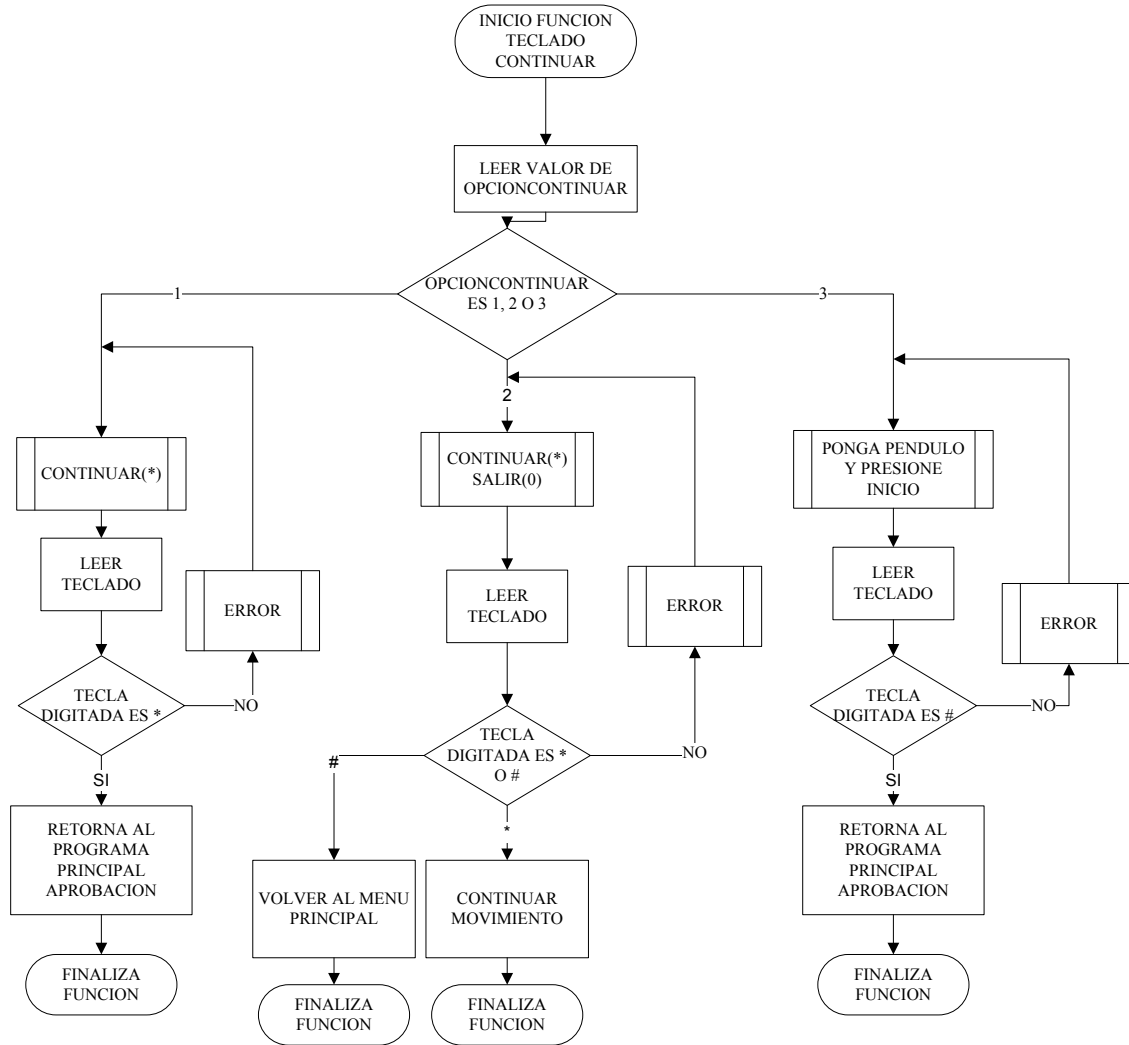 INICIO FUNCION
TECLADO
CONTINUAR
LEER VALOR DE
OPCIONCONTINUAR
OPCIONCONTINUAR
ES 1, 2 O 3
1
2
3
CONTINUAR(*)
LEER
TECLADO
ERROR
TECLA
DIGITADA ES *
NO
SI
RETORNA AL
PROGRAMA
PRINCIPAL
APROBACION
FINALIZA
FUNCION
CONTINUAR(*)
SALIR(0)
LEER
TECLADO
ERROR
TECLA
DIGITADA ES *
O #
NO
#
*
VOLVER AL MENU
PRINCIPAL
FINALIZA
FUNCION
CONTINUAR
MOVIMIENTO
FINALIZA
FUNCION
PONGA PENDULO
Y PRESIONE
INICIO
LEER
TECLADO
ERROR
TECLA
DIGITADA ES #
NO
SI
RETORNA AL
PROGRAMA
PRINCIPAL
APROBACION
FINALIZA
FUNCION